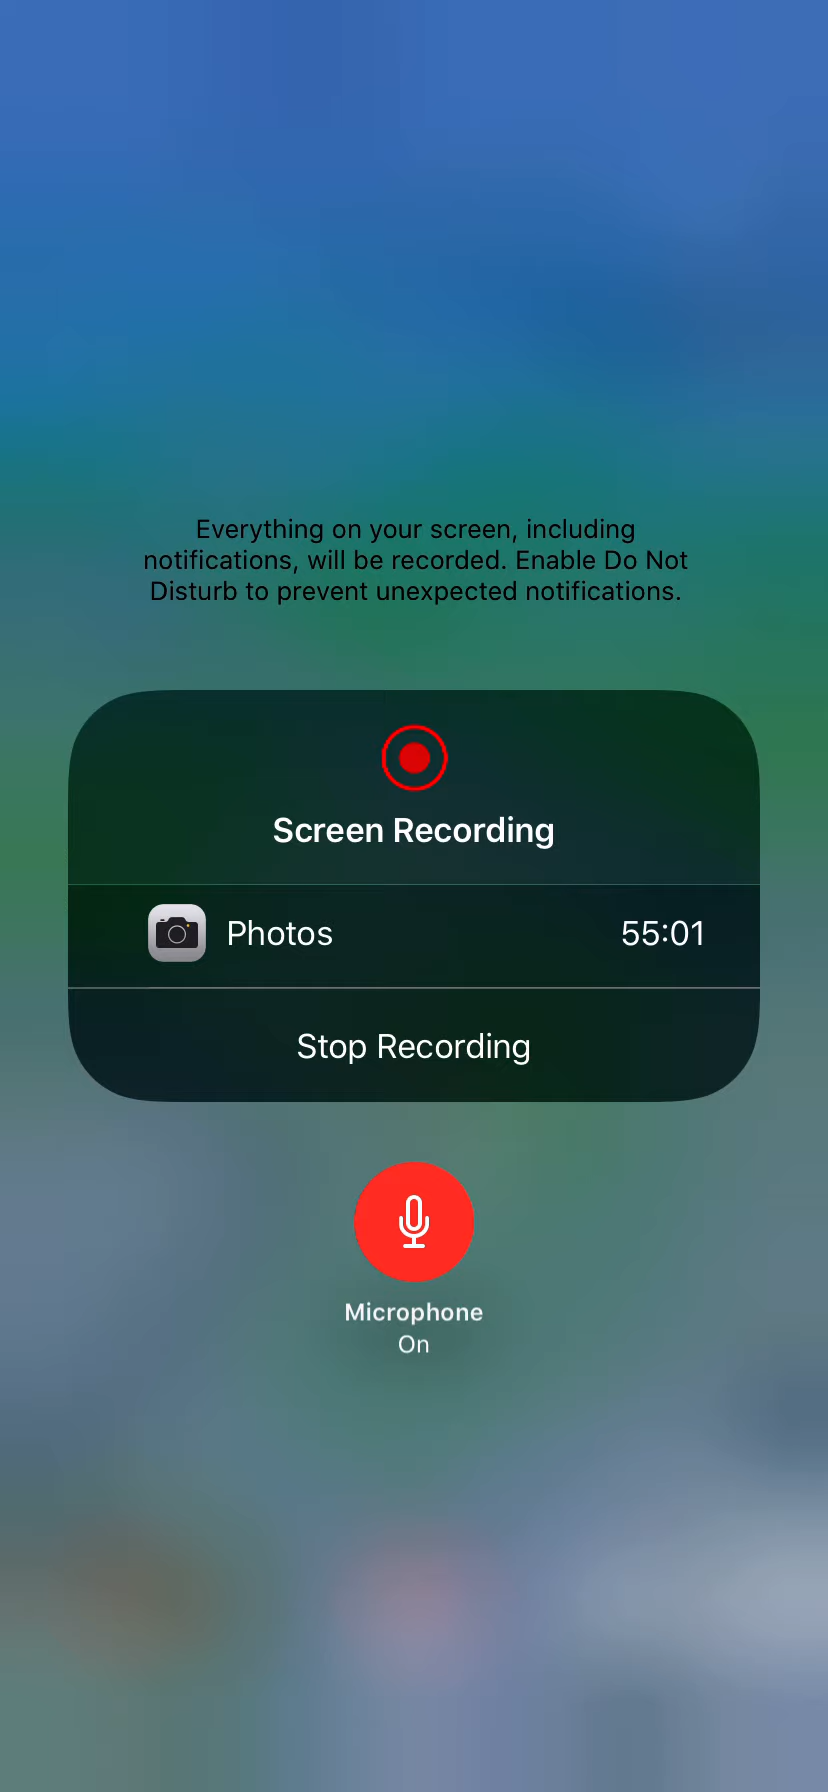 Everything on your screen, including
notifications, will be recorded. Enable Do Not
Disturb to prevent unexpected notifications.
Screen Recording
Photos 55:01
Stop Recording
Microphone
On